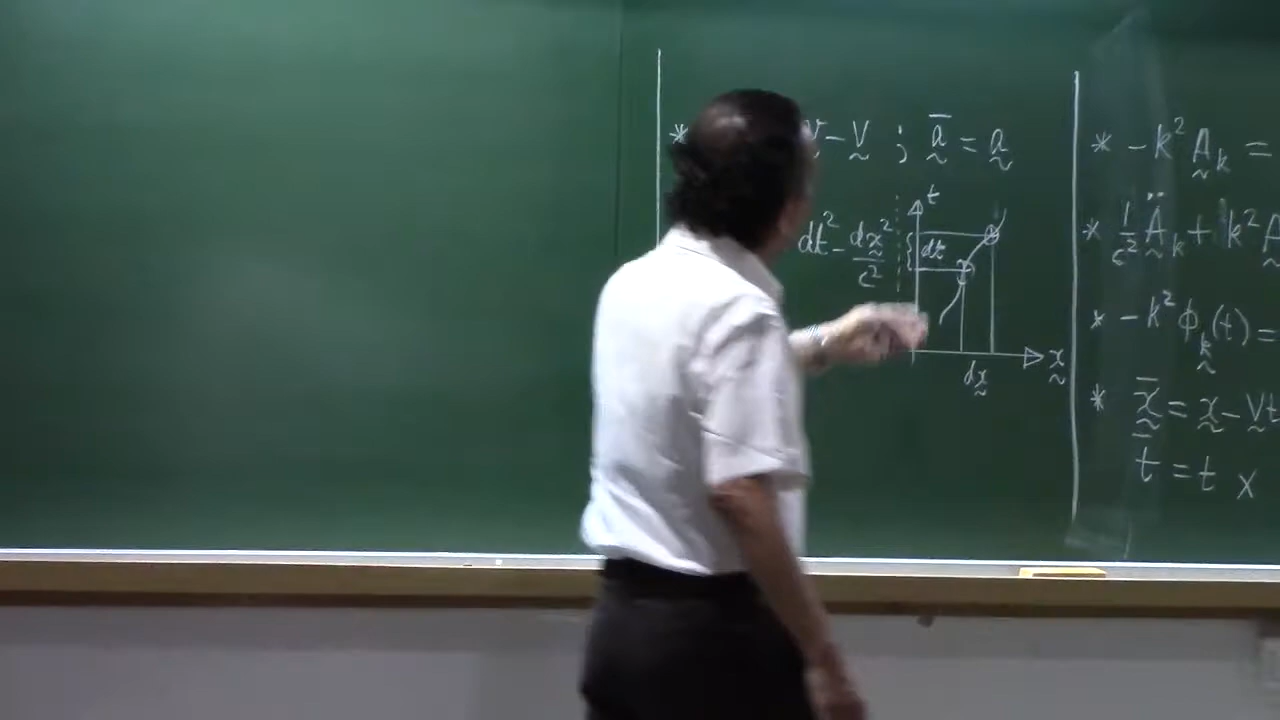 * v - V ; a̅ = a
dt² - dx²/c²
t
dt
dx
x
* - k² A_k =
* 1/c² Ä_k + k² A
* - k² ϕ_k(t) =
* x̅ = x - Vt
t̅ = t x